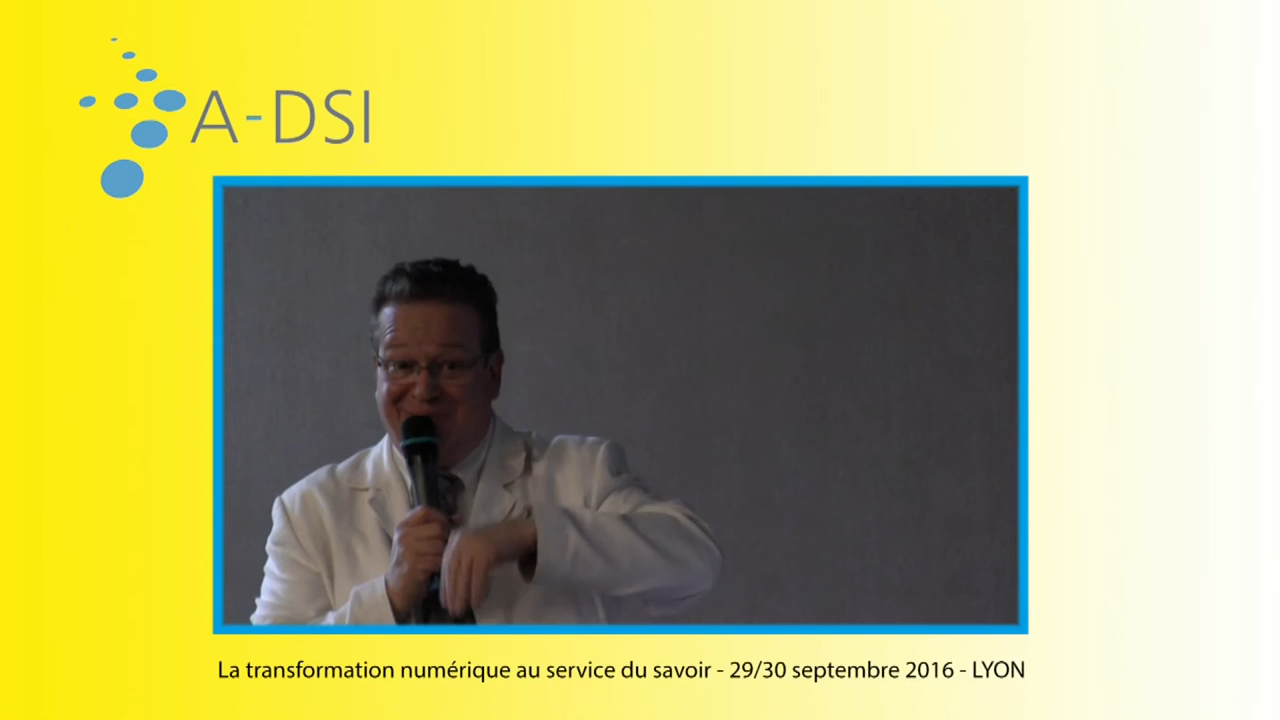 A-DSI
La transformation numérique au service du savoir - 29/30 septembre 2016 - LYON